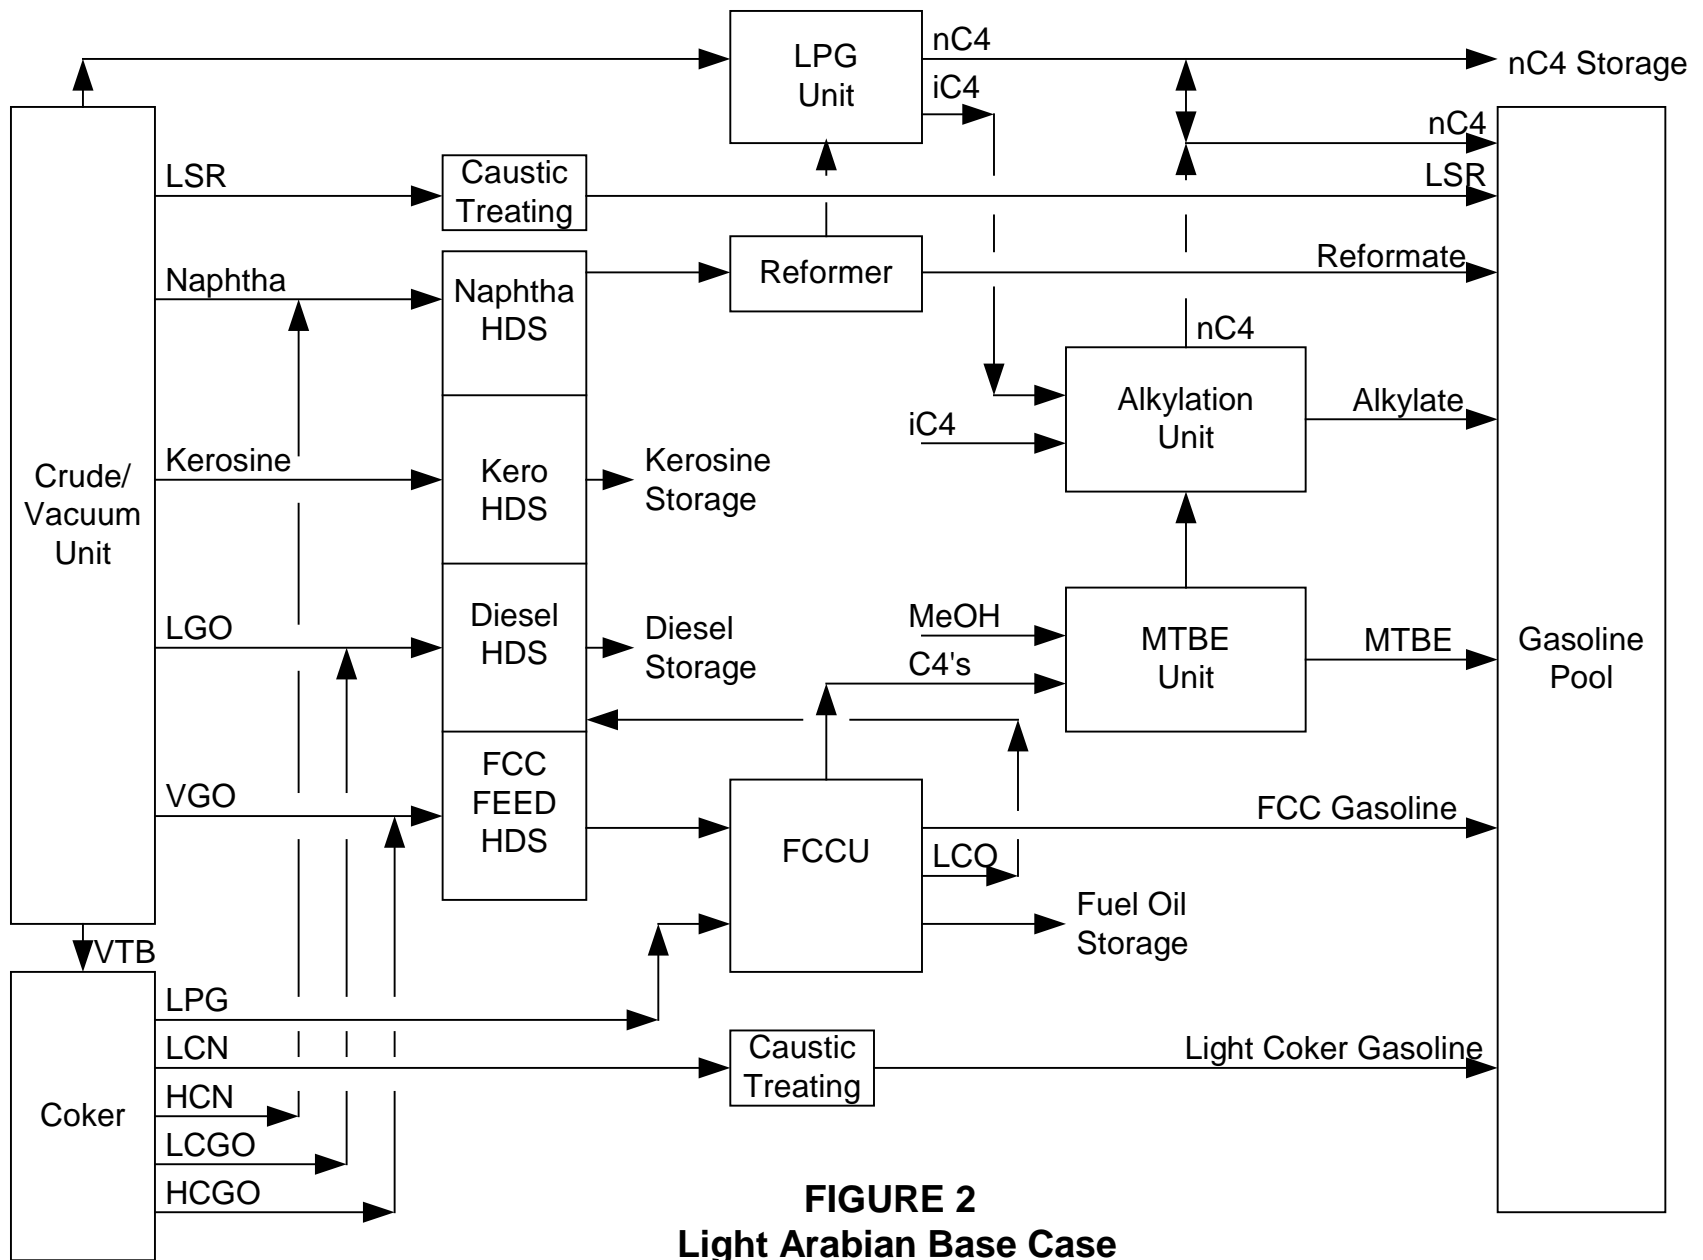 LPG
Unit
nC4
iC4
nC4 Storage
nC4
LSR
Caustic
Treating
LSR
Naphtha
Naphtha
HDS
Reformer
Reformate
nC4
Alkylation
Unit
Alkylate
iC4
Crude/
Vacuum
Unit
Kerosine
Kero
HDS
Kerosine
Storage
LGO
Diesel
HDS
Diesel
Storage
MeOH
C4's
MTBE
Unit
MTBE
Gasoline
Pool
VGO
FCC
FEED
HDS
FCCU
FCC Gasoline
LCO
Fuel Oil
Storage
VTB
Coker
LPG
LCN
HCN
LCGO
HCGO
Caustic
Treating
Light Coker Gasoline
FIGURE 2
Light Arabian Base Case